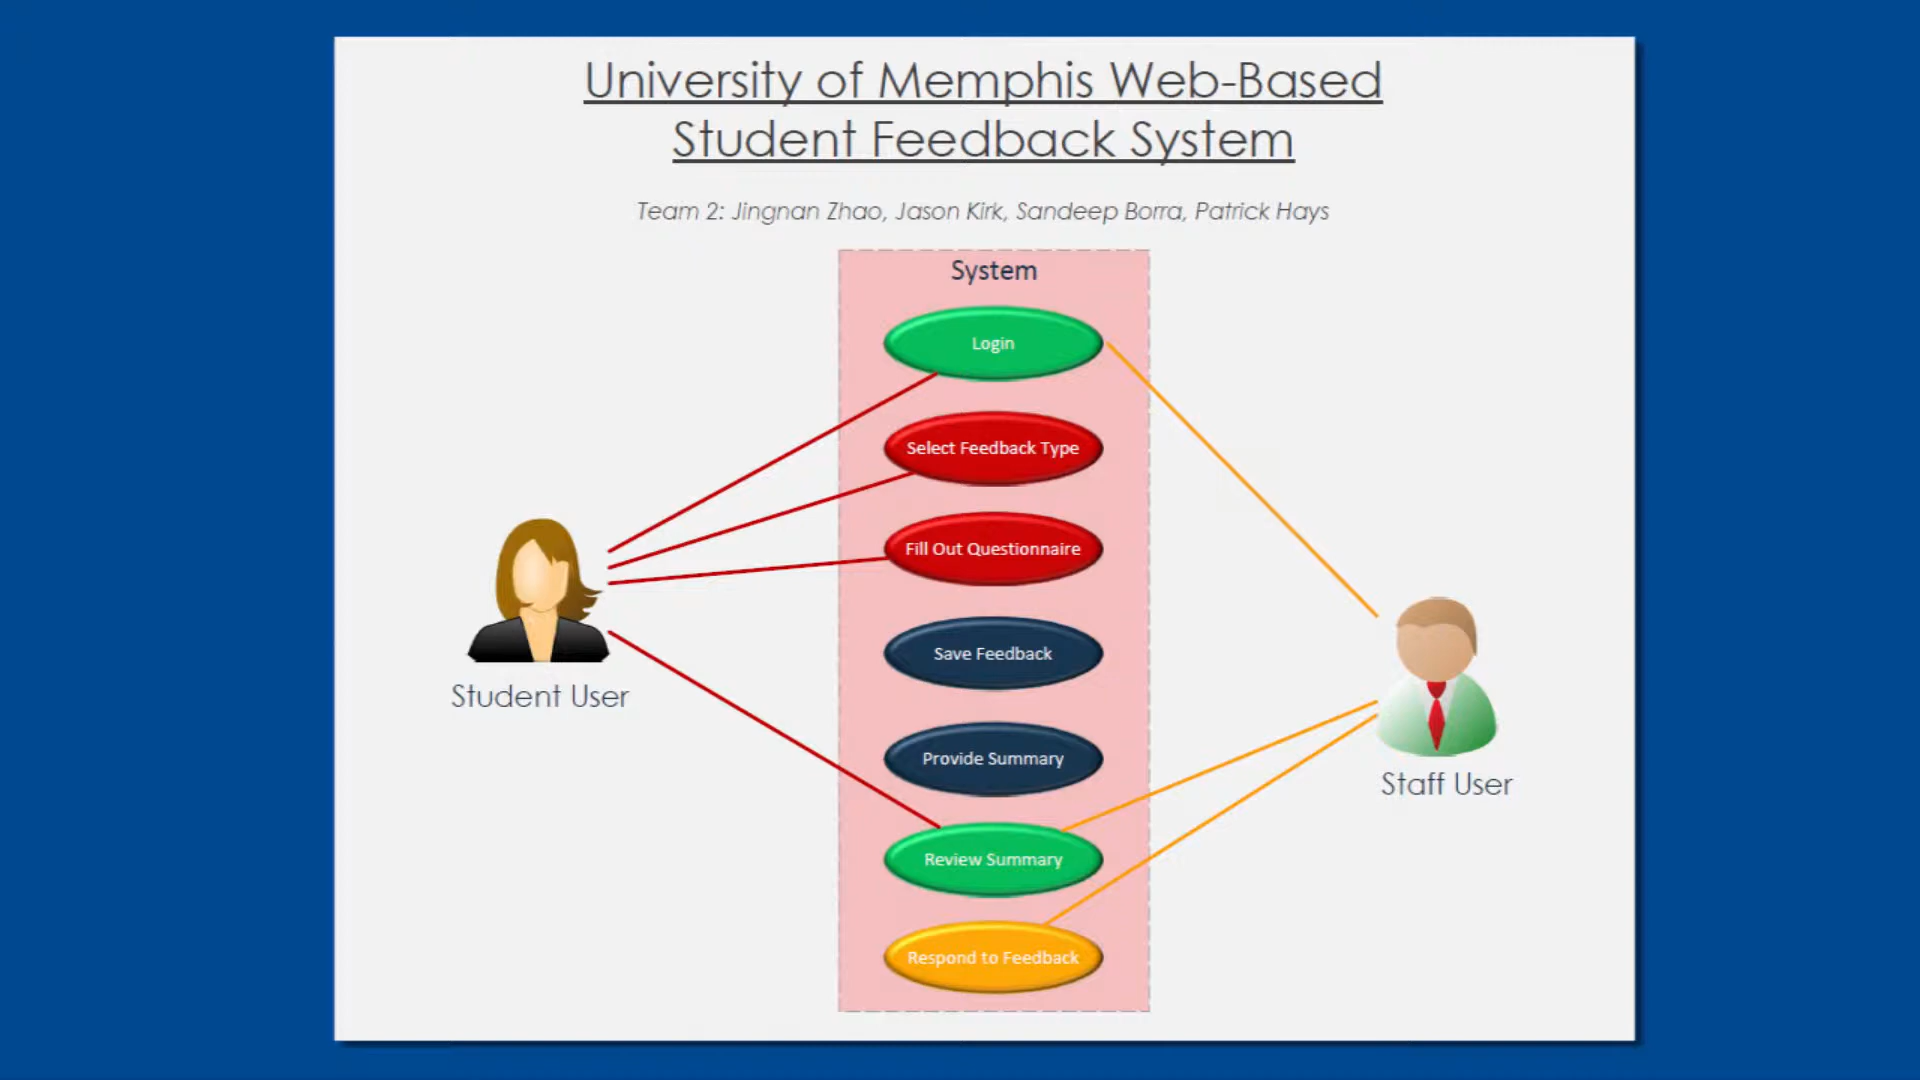 University of Memphis Web-Based
Student Feedback System
Team 2: Jingnan Zhao, Jason Kirk, Sandeep Borra, Patrick Hays
System
Login
Select Feedback Type
Fill Out Questionnaire
Save Feedback
Student User
Provide Summary
Staff User
Review Summary
Respond to Feedback